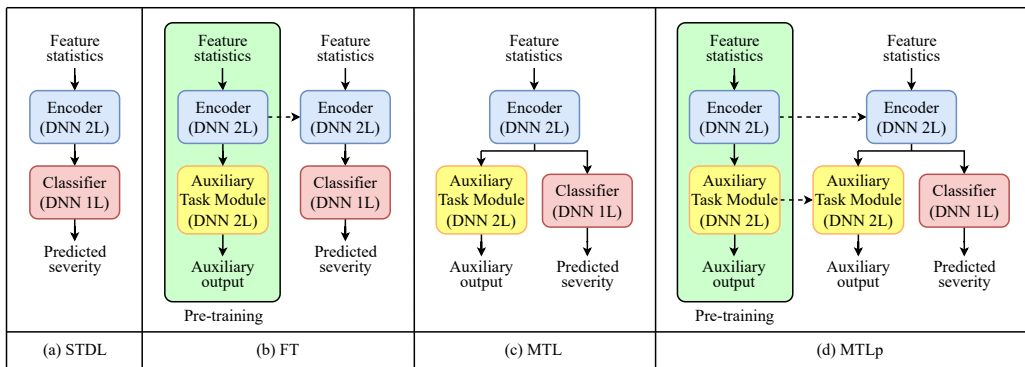 Feature
statistics
Encoder
(DNN 2L)
Classifier
(DNN 1L)
Predicted
severity
(a) STDL
Feature
statistics
Encoder
(DNN 2L)
Auxiliary
Task Module
(DNN 2L)
Auxiliary
output
Pre-training
Feature
statistics
Encoder
(DNN 2L)
Classifier
(DNN 1L)
Predicted
severity
(b) FT
Feature
statistics
Encoder
(DNN 2L)
Auxiliary
Task Module
(DNN 2L)
Auxiliary
output
Classifier
(DNN 1L)
Predicted
severity
(c) MTL
Feature
statistics
Encoder
(DNN 2L)
Auxiliary
Task Module
(DNN 2L)
Auxiliary
output
Pre-training
Feature
statistics
Encoder
(DNN 2L)
Auxiliary
Task Module
(DNN 2L)
Auxiliary
output
Classifier
(DNN 1L)
Predicted
severity
(d) MTLp